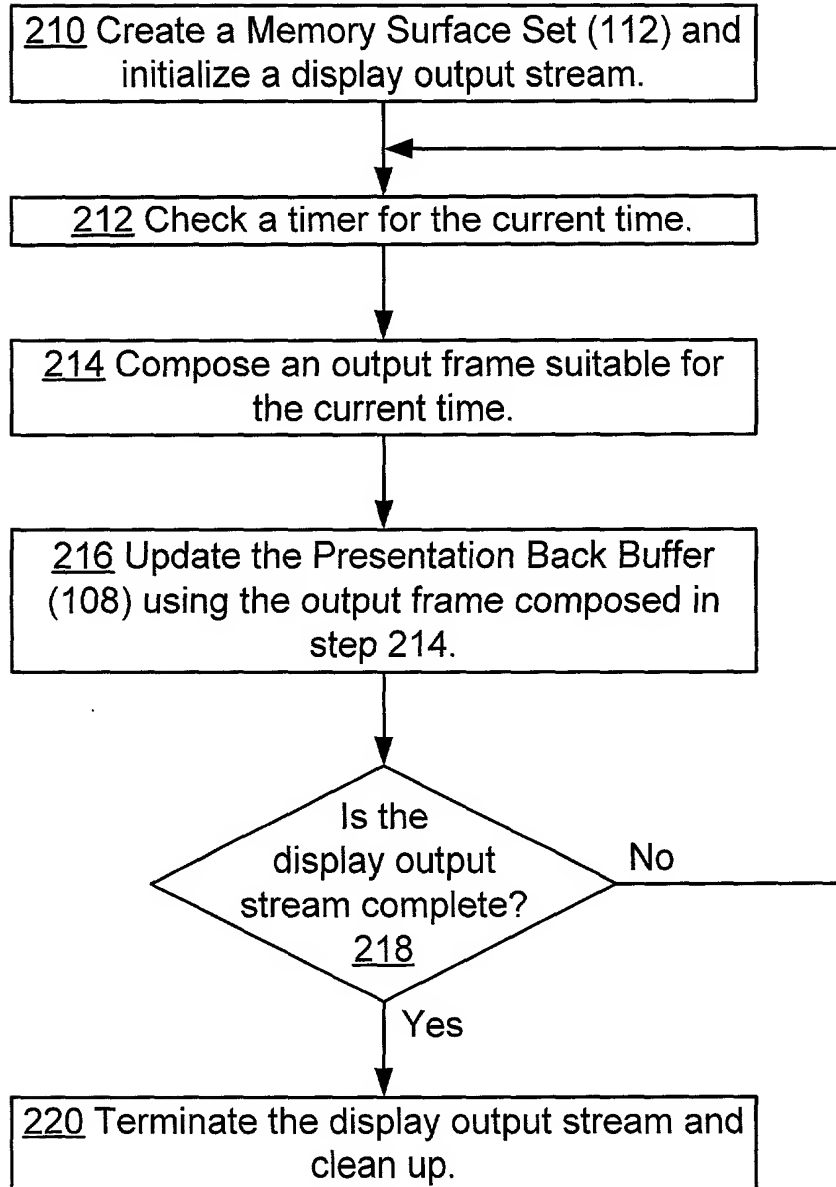 210 Create a Memory Surface Set (112) and
initialize a display output stream.
212 Check a timer for the current time.
214 Compose an output frame suitable for
the current time.
216 Update the Presentation Back Buffer
(108) using the output frame composed in
step 214.
Is the
display output
stream complete?
218
No
Yes
220 Terminate the display output stream and
clean up.